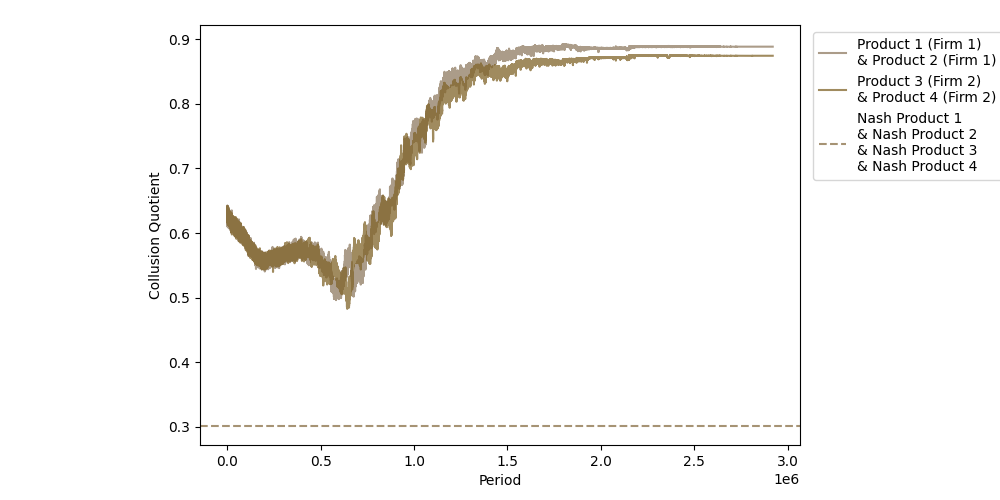 0.9
0.8
0.7
0.6
0.5
0.4
0.3
Collusion Quotient
0.0
0.5
1.0
1.5
2.0
2.5
3.0
1e6
Period
Product 1 (Firm 1)
& Product 2 (Firm 1)
Product 3 (Firm 2)
& Product 4 (Firm 2)
Nash Product 1
& Nash Product 2
& Nash Product 3
& Nash Product 4